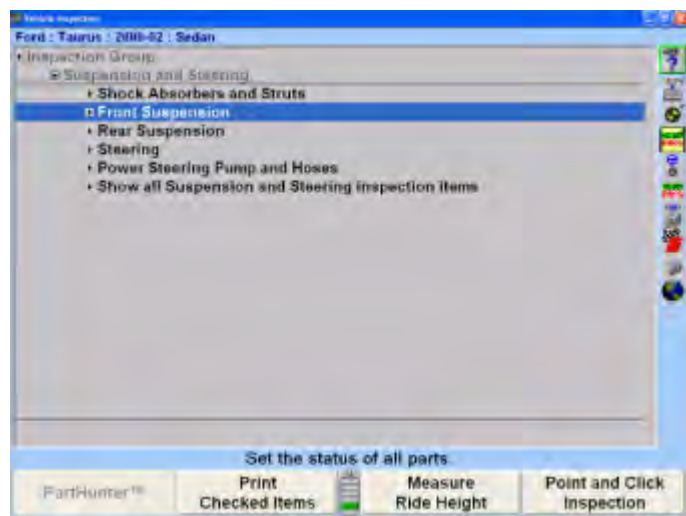 Vehicle Inspection
Ford : Taurus : 2000-02 : Sedan
Inspection Group
Suspension and Steering
Shock Absorbers and Struts
Front Suspension
Rear Suspension
Steering
Power Steering Pump and Hoses
Show all Suspension and Steering inspection items
Set the status of all parts.
PartHunter™
Print
Checked Items
Measure
Ride Height
Point and Click
Inspection